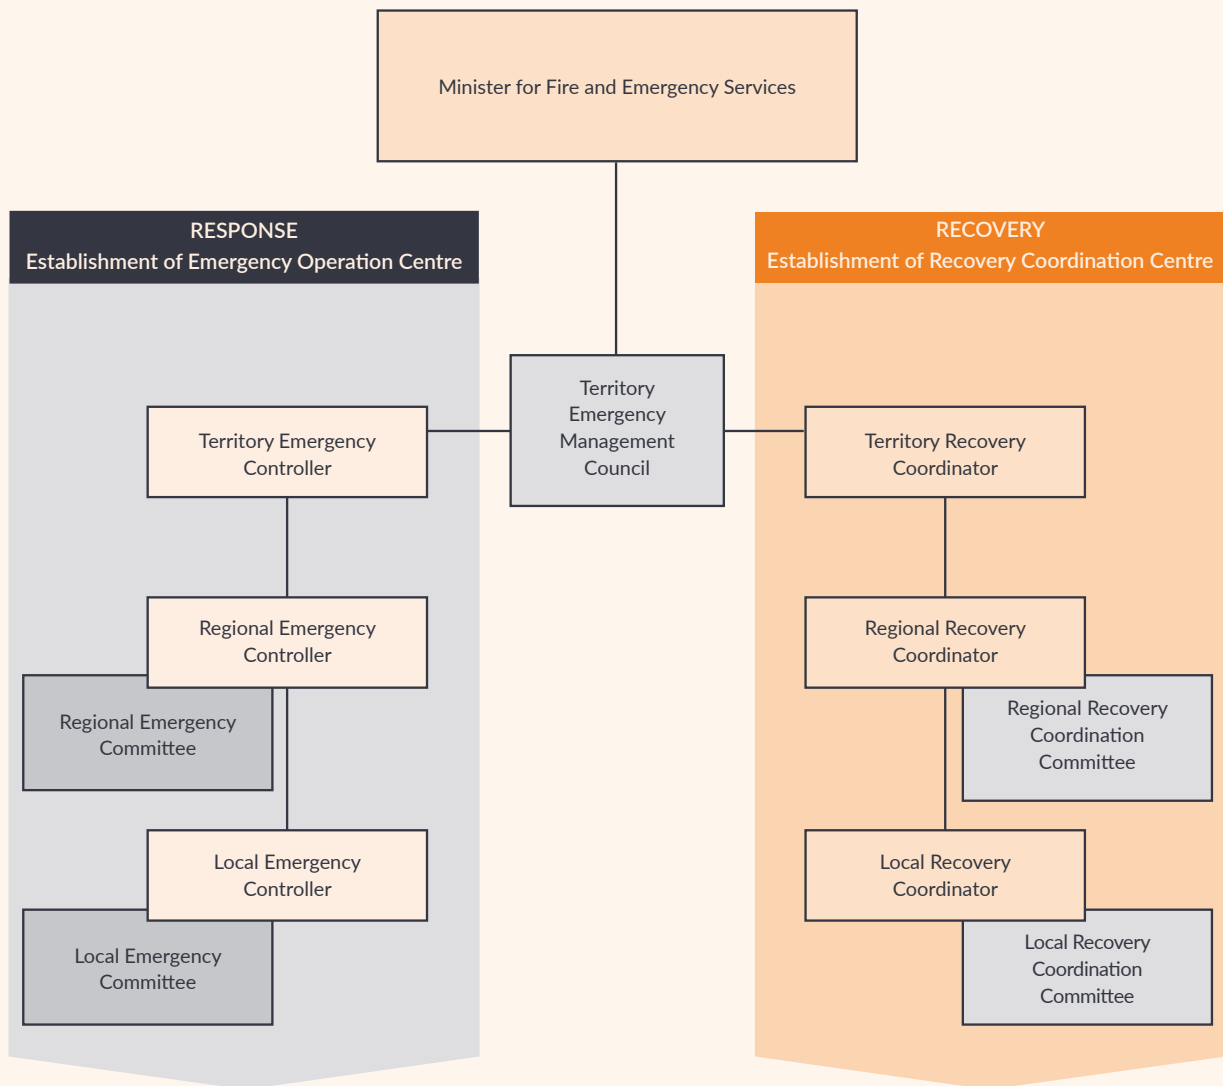 Minister for Fire and Emergency Services
RESPONSE
Establishment of Emergency Operation Centre
RECOVERY
Establishment of Recovery Coordination Centre
Territory
Emergency
Management
Council
Territory Emergency
Controller
Territory Recovery
Coordinator
Regional Emergency
Controller
Regional Recovery
Coordinator
Regional Emergency
Committee
Regional Recovery
Coordination
Committee
Local Emergency
Controller
Local Recovery
Coordinator
Local Emergency
Committee
Local Recovery
Coordination
Committee